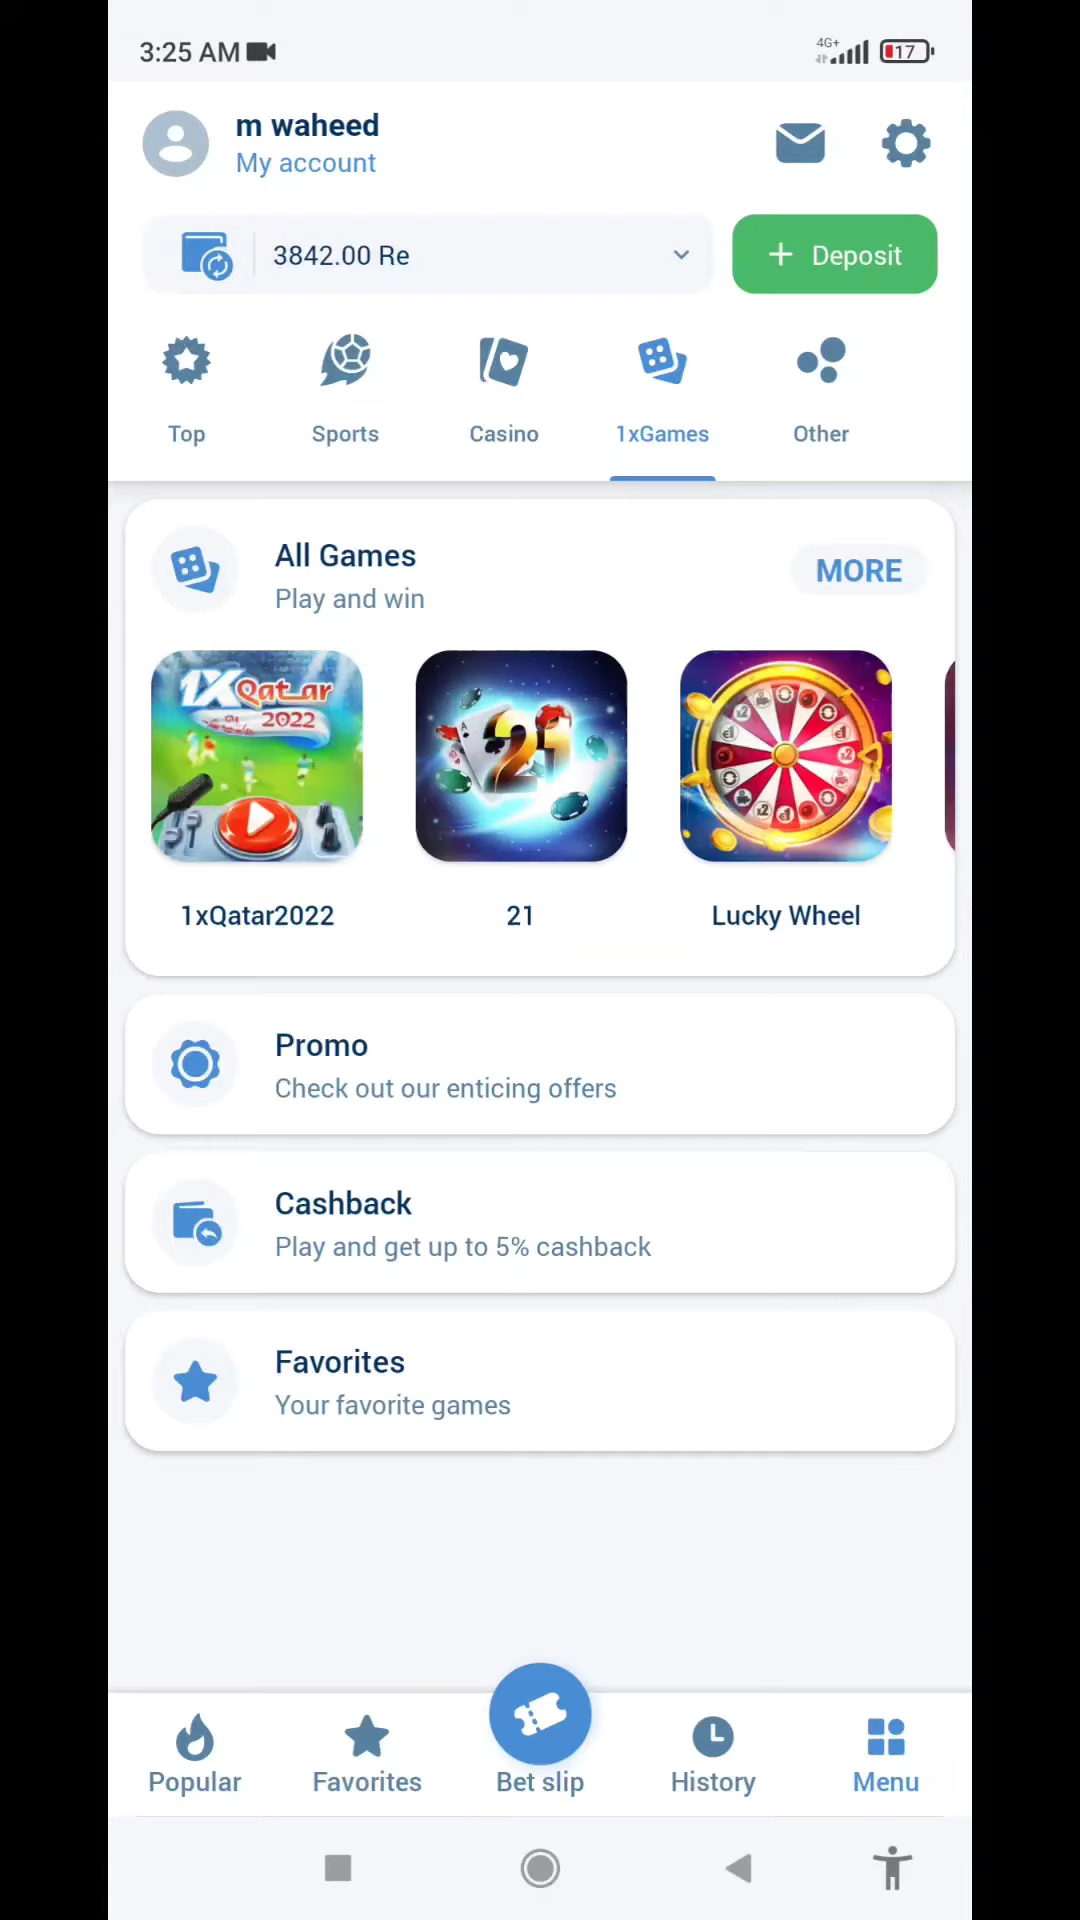 3:25 AM
4G+
17
m waheed
My account
3842.00 Re
+ Deposit
Top
Sports
Casino
1xGames
Other
All Games
Play and win
MORE
1XQatar
2022
21
1xQatar2022
21
Lucky Wheel
Promo
Check out our enticing offers
Cashback
Play and get up to 5% cashback
Favorites
Your favorite games
Popular
Favorites
Bet slip
History
Menu